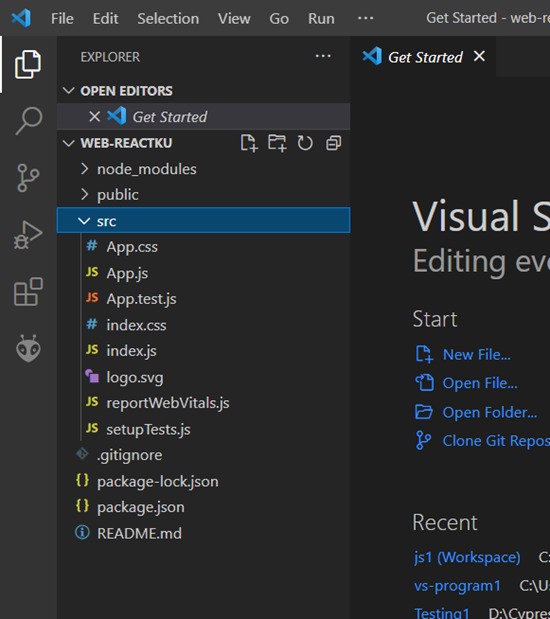 File Edit Selection View Go Run ··· Get Started - web-re
EXPLORER ···
Get Started
OPEN EDITORS
Get Started
WEB-REACTKU
node_modules
public
src
# App.css
JS App.js
JS App.test.js
# index.css
JS index.js
logo.svg
JS reportWebVitals.js
JS setupTests.js
.gitignore
{} package-lock.json
{} package.json
README.md
Visual S
Editing evo
Start
New File...
Open File...
Open Folder...
Clone Git Repos
Recent
js1 (Workspace) C:
vs-program1 C:\Us
Testing1 D:\Cypres